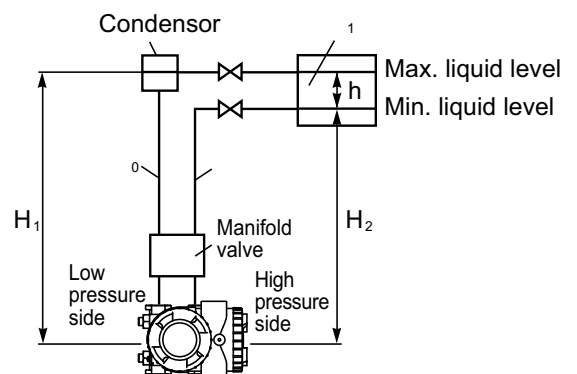 Condensor
1
Max. liquid level
h
Min. liquid level
0
H1
H2
Manifold
valve
Low
pressure
side
High
pressure
side